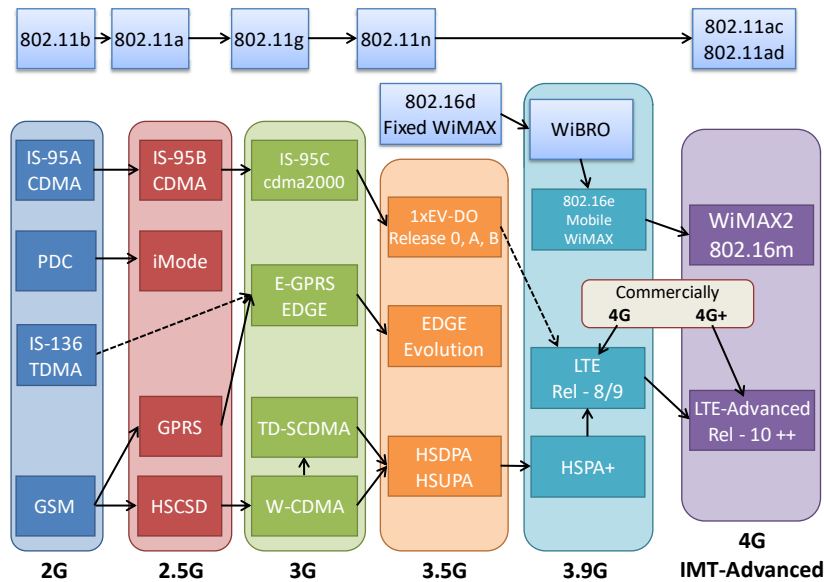 802.11b
802.11a
802.11g
802.11n
802.11ac
802.11ad
802.16d
Fixed WiMAX
WiBRO
IS-95A
CDMA
IS-95B
CDMA
IS-95C
cdma2000
1xEV-DO
Release 0, A, B
802.16e
Mobile
WiMAX
WiMAX2
802.16m
PDC
iMode
E-GPRS
EDGE
Commercially
4G
4G+
IS-136
TDMA
EDGE
Evolution
LTE
Rel - 8/9
GPRS
TD-SCDMA
LTE-Advanced
Rel - 10 ++
HSDPA
HSUPA
HSPA+
GSM
HSCSD
W-CDMA
2G
2.5G
3G
3.5G
3.9G
4G
IMT-Advanced